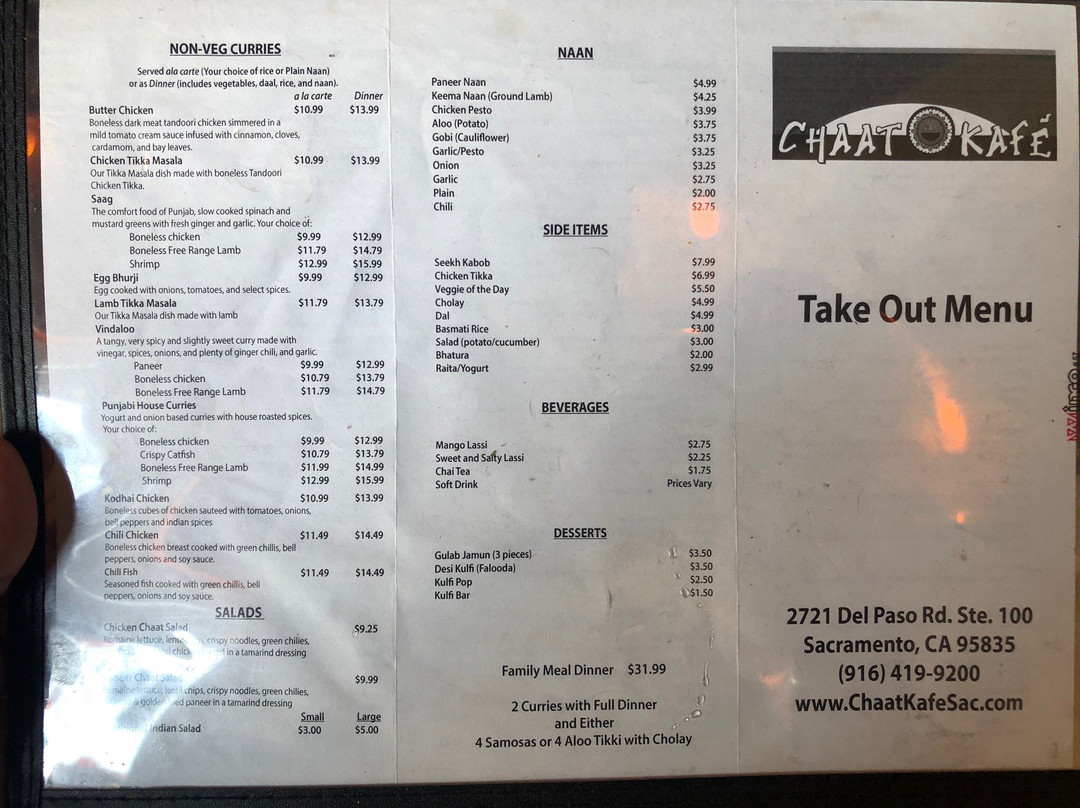 NON-VEG CURRIES
Served ala carte (Your choice of rice or Plain Naan)
or as Dinner (includes vegetables, daal, rice, and naan).
a la carte Dinner
Butter Chicken $10.99 $13.99
Boneless dark meat tandoori chicken simmered in a
mild tomato cream sauce infused with cinnamon, cloves,
cardamom, and bay leaves.
Chicken Tikka Masala $10.99 $13.99
Our Tikka Masala dish made with boneless Tandoori
Chicken Tikka.
Saag
The comfort food of Punjab, slow cooked spinach and
mustard greens with fresh ginger and garlic. Your choice of:
Boneless chicken $9.99 $12.99
Boneless Free Range Lamb $11.79 $14.79
Shrimp $12.99 $15.99
Egg Bhurji $9.99 $12.99
Egg cooked with onions, tomatoes, and select spices.
Lamb Tikka Masala $11.79 $13.79
Our Tikka Masala dish made with lamb
Vindaloo
A tangy, very spicy and slightly sweet curry made with
vinegar, spices, onions, and plenty of ginger chili, and garlic.
Paneer $9.99 $12.99
Boneless chicken $10.79 $13.79
Boneless Free Range Lamb $11.79 $14.79
Punjabi House Curries
Yogurt and onion based curries with house roasted spices.
Your choice of:
Boneless chicken $9.99 $12.99
Crispy Catfish $10.79 $13.79
Boneless Free Range Lamb $11.99 $14.99
Shrimp $12.99 $15.99
Kodhai Chicken $10.99 $13.99
Boneless cubes of chicken sauteed with tomatoes, onions,
bell peppers and indian spices
Chili Chicken $11.49 $14.49
Boneless chicken breast cooked with green chillis, bell
peppers, onions and soy sauce.
Chili Fish $11.49 $14.49
Seasoned fish cooked with green chillis, bell
peppers, onions and soy sauce.
SALADS
Chicken Chaat Salad $9.25
Romaine lettuce, crispy noodles, green chilies,
in a tamarind dressing
Salad $9.99
lettuce, chips, crispy noodles, green chilies,
paneer in a tamarind dressing
Small Large
Indian Salad $3.00 $5.00
NAAN
Paneer Naan $4.99
Keema Naan (Ground Lamb) $4.25
Chicken Pesto $3.99
Aloo (Potato) $3.75
Gobi (Cauliflower) $3.75
Garlic/Pesto $3.25
Onion $3.25
Garlic $2.75
Plain $2.00
Chili $2.75
SIDE ITEMS
Seekh Kabob $7.99
Chicken Tikka $6.99
Veggie of the Day $5.50
Cholay $4.99
Dal $4.99
Basmati Rice $3.00
Salad (potato/cucumber) $3.00
Bhatura $2.00
Raita/Yogurt $2.99
BEVERAGES
Mango Lassi $2.75
Sweet and Salty Lassi $2.25
Chai Tea $1.75
Soft Drink Prices Vary
DESSERTS
Gulab Jamun (3 pieces) $3.50
Desi Kulfi (Falooda) $3.50
Kulfi Pop $2.50
Kulfi Bar $1.50
Family Meal Dinner $31.99
2 Curries with Full Dinner
and Either
4 Samosas or 4 Aloo Tikki with Cholay
CHAAT KAFÉ
Take Out Menu
2721 Del Paso Rd. Ste. 100
Sacramento, CA 95835
(916) 419-9200
www.ChaatKafeSac.com